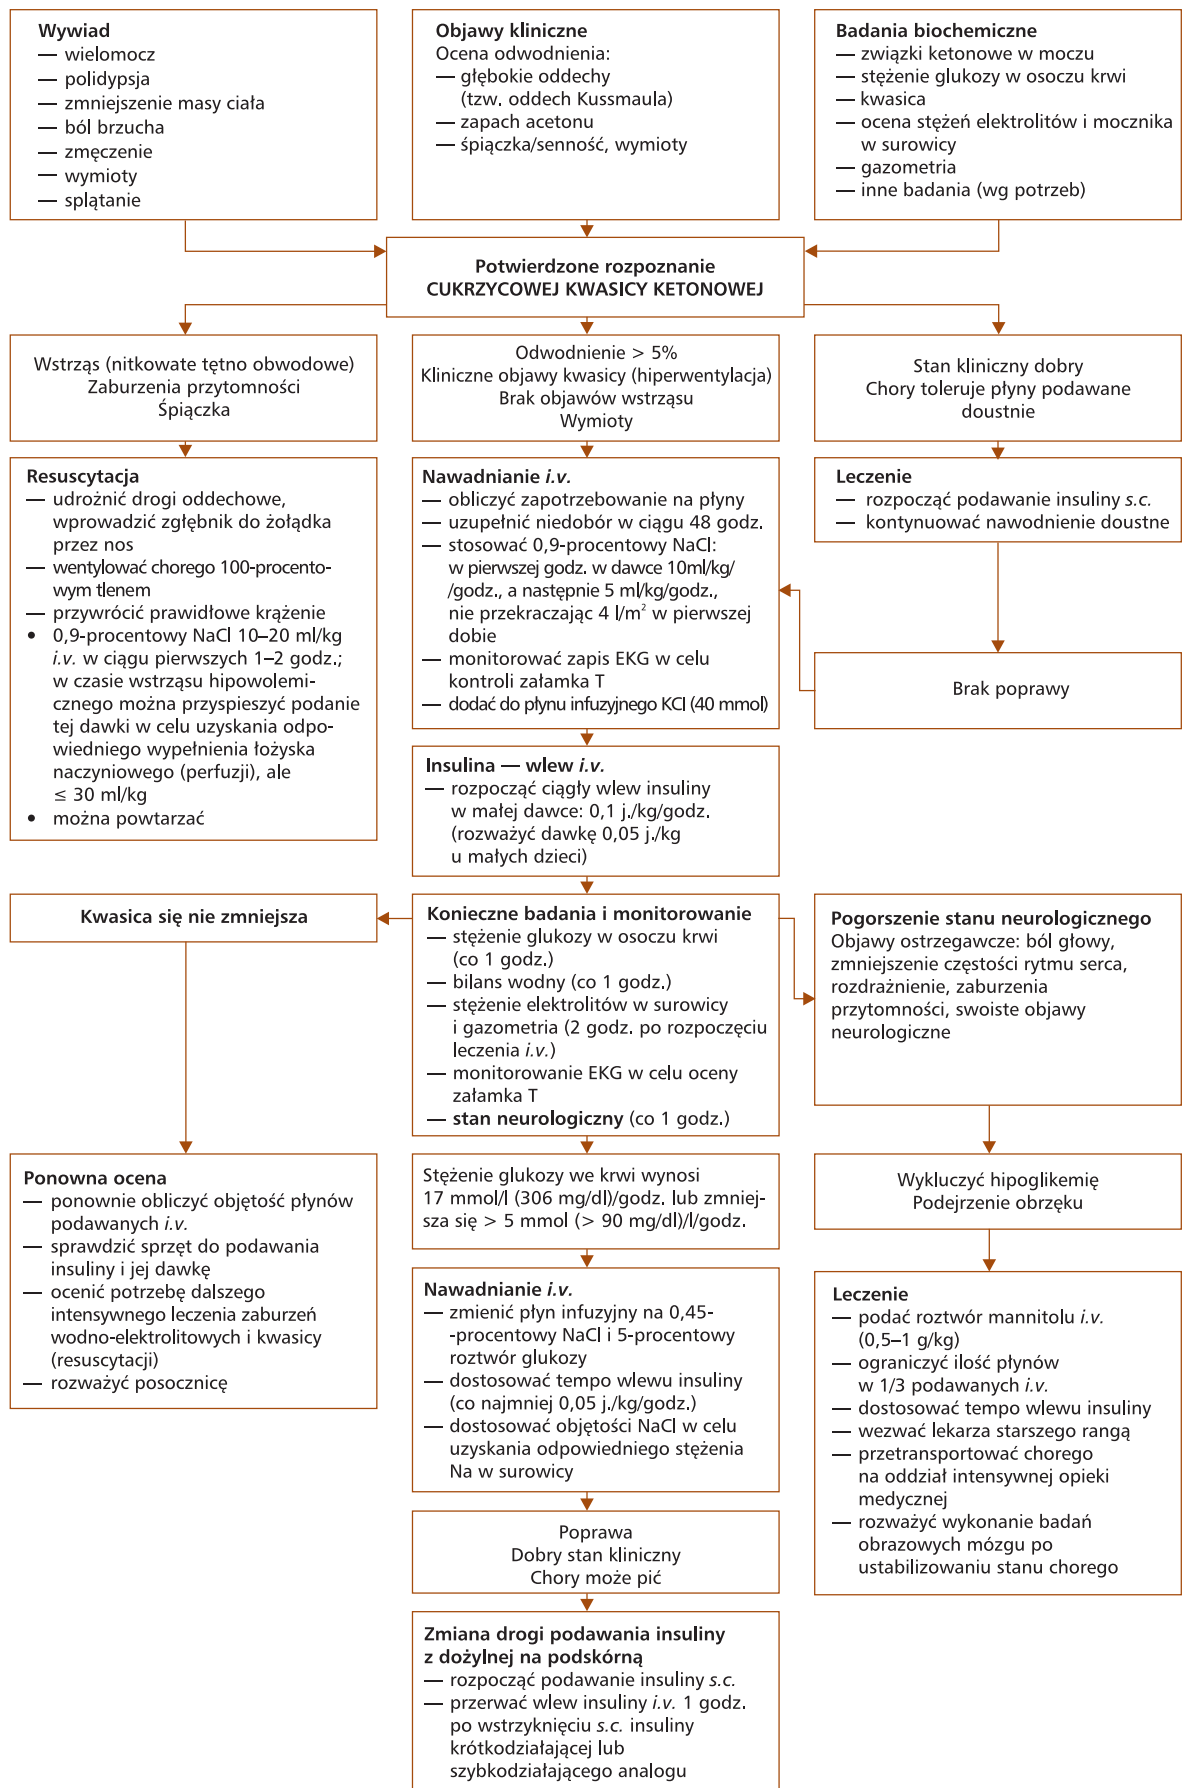 Wywiad
— wielomocz
— polidypsja
— zmniejszenie masy ciała
— ból brzucha
— zmęczenie
— wymioty
— splątanie
Objawy kliniczne
Ocena odwodnienia:
— głębokie oddechy
(tzw. oddech Kussmaula)
— zapach acetonu
— śpiączka/senność, wymioty
Badania biochemiczne
— związki ketonowe w moczu
— stężenie glukozy w osoczu krwi
— kwasica
— ocena stężeń elektrolitów i mocznika
w surowicy
— gazometria
— inne badania (wg potrzeb)
Potwierdzone rozpoznanie
CUKRZYCOWEJ KWASICY KETONOWEJ
Wstrząs (nitkowate tętno obwodowe)
Zaburzenia przytomności
Śpiączka
Odwodnienie > 5%
Kliniczne objawy kwasicy (hiperwentylacja)
Brak objawów wstrząsu
Wymioty
Stan kliniczny dobry
Chory toleruje płyny podawane
doustnie
Resuscytacja
— udrożnić drogi oddechowe,
wprowadzić zgłębnik do żołądka
przez nos
— wentylować chorego 100-procento-
wym tlenem
— przywrócić prawidłowe krążenie
• 0,9-procentowy NaCl 10–20 ml/kg
i.v. w ciągu pierwszych 1–2 godz.;
w czasie wstrząsu hipowolemi-
cznego można przyspieszyć podanie
tej dawki w celu uzyskania odpo-
wiedniego wypełnienia łożyska
naczyniowego (perfuzji), ale
≤ 30 ml/kg
• można powtarzać
Nawadnianie i.v.
— obliczyć zapotrzebowanie na płyny
— uzupełnić niedobór w ciągu 48 godz.
— stosować 0,9-procentowy NaCl:
w pierwszej godz. w dawce 10ml/kg/
/godz., a następnie 5 ml/kg/godz.,
nie przekraczając 4 l/m² w pierwszej
dobie
— monitorować zapis EKG w celu
kontroli załamka T
— dodać do płynu infuzyjnego KCl (40 mmol)
Leczenie
— rozpocząć podawanie insuliny s.c.
— kontynuować nawodnienie doustne
Brak poprawy
Insulina — wlew i.v.
— rozpocząć ciągły wlew insuliny
w małej dawce: 0,1 j./kg/godz.
(rozważyć dawkę 0,05 j./kg
u małych dzieci)
Kwasica się nie zmniejsza
Konieczne badania i monitorowanie
— stężenie glukozy w osoczu krwi
(co 1 godz.)
— bilans wodny (co 1 godz.)
— stężenie elektrolitów w surowicy
i gazometria (2 godz. po rozpoczęciu
leczenia i.v.)
— monitorowanie EKG w celu oceny
załamka T
— stan neurologiczny (co 1 godz.)
Pogorszenie stanu neurologicznego
Objawy ostrzegawcze: ból głowy,
zmniejszenie częstości rytmu serca,
rozdrażnienie, zaburzenia
przytomności, swoiste objawy
neurologiczne
Ponowna ocena
— ponownie obliczyć objętość płynów
podawanych i.v.
— sprawdzić sprzęt do podawania
insuliny i jej dawkę
— ocenić potrzebę dalszego
intensywnego leczenia zaburzeń
wodno-elektrolitowych i kwasicy
(resuscytacji)
— rozważyć posocznicę
Stężenie glukozy we krwi wynosi
17 mmol/l (306 mg/dl)/godz. lub zmniej-
sza się > 5 mmol (> 90 mg/dl)/l/godz.
Wykluczyć hipoglikemię
Podejrzenie obrzęku
Nawadnianie i.v.
— zmienić płyn infuzyjny na 0,45-
-procentowy NaCl i 5-procentowy
roztwór glukozy
— dostosować tempo wlewu insuliny
(co najmniej 0,05 j./kg/godz.)
— dostosować objętości NaCl w celu
uzyskania odpowiedniego stężenia
Na w surowicy
Leczenie
— podać roztwór mannitolu i.v.
(0,5–1 g/kg)
— ograniczyć ilość płynów
w 1/3 podawanych i.v.
— dostosować tempo wlewu insuliny
— wezwać lekarza starszego rangą
— przetransportować chorego
na oddział intensywnej opieki
medycznej
— rozważyć wykonanie badań
obrazowych mózgu po
ustabilizowaniu stanu chorego
Poprawa
Dobry stan kliniczny
Chory może pić
Zmiana drogi podawania insuliny
z dożylnej na podskórną
— rozpocząć podawanie insuliny s.c.
— przerwać wlew insuliny i.v. 1 godz.
po wstrzyknięciu s.c. insuliny
krótkodziałającej lub
szybkodziałającego analogu